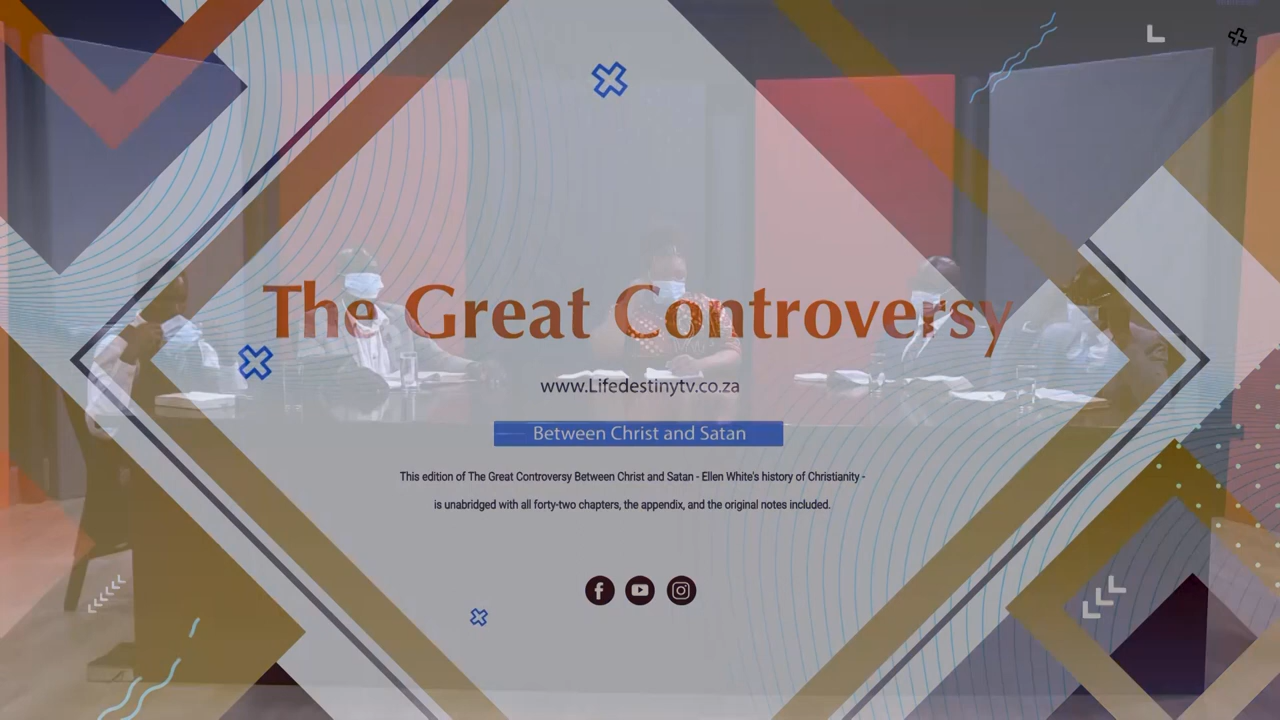 The Great Controversy
www.Lifedestinytv.co.za
Between Christ and Satan
This edition of The Great Controversy Between Christ and Satan - Ellen White's history of Christianity -
is unabridged with all forty-two chapters, the appendix, and the original notes included.